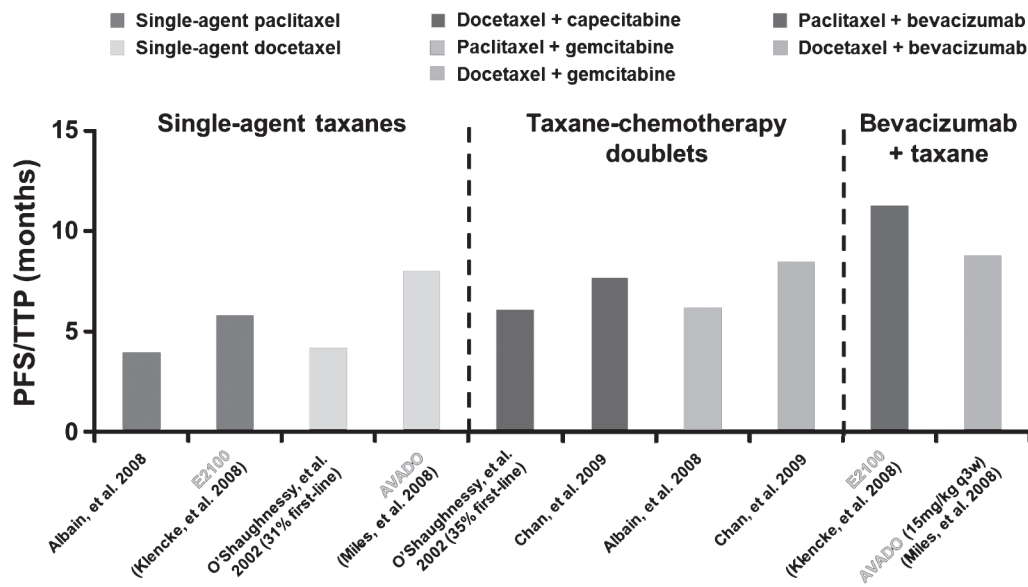 Single-agent paclitaxel
Single-agent docetaxel
Docetaxel + capecitabine
Paclitaxel + gemcitabine
Docetaxel + gemcitabine
Paclitaxel + bevacizumab
Docetaxel + bevacizumab
Single-agent taxanes
Taxane-chemotherapy
doublets
Bevacizumab
+ taxane
PFS/TTP (months)
15
10
5
0
Albain, et al. 2008
E2100
(Klencke, et al. 2008)
O'Shaughnessy, et al.
2002 (31% first-line)
AVADO
(Miles, et al. 2008)
O'Shaughnessy, et al.
2002 (35% first-line)
Chan, et al. 2009
Albain, et al. 2008
Chan, et al. 2009
E2100
(Klencke, et al. 2008)
AVADO (15mg/kg q3w)
(Miles, et al. 2008)